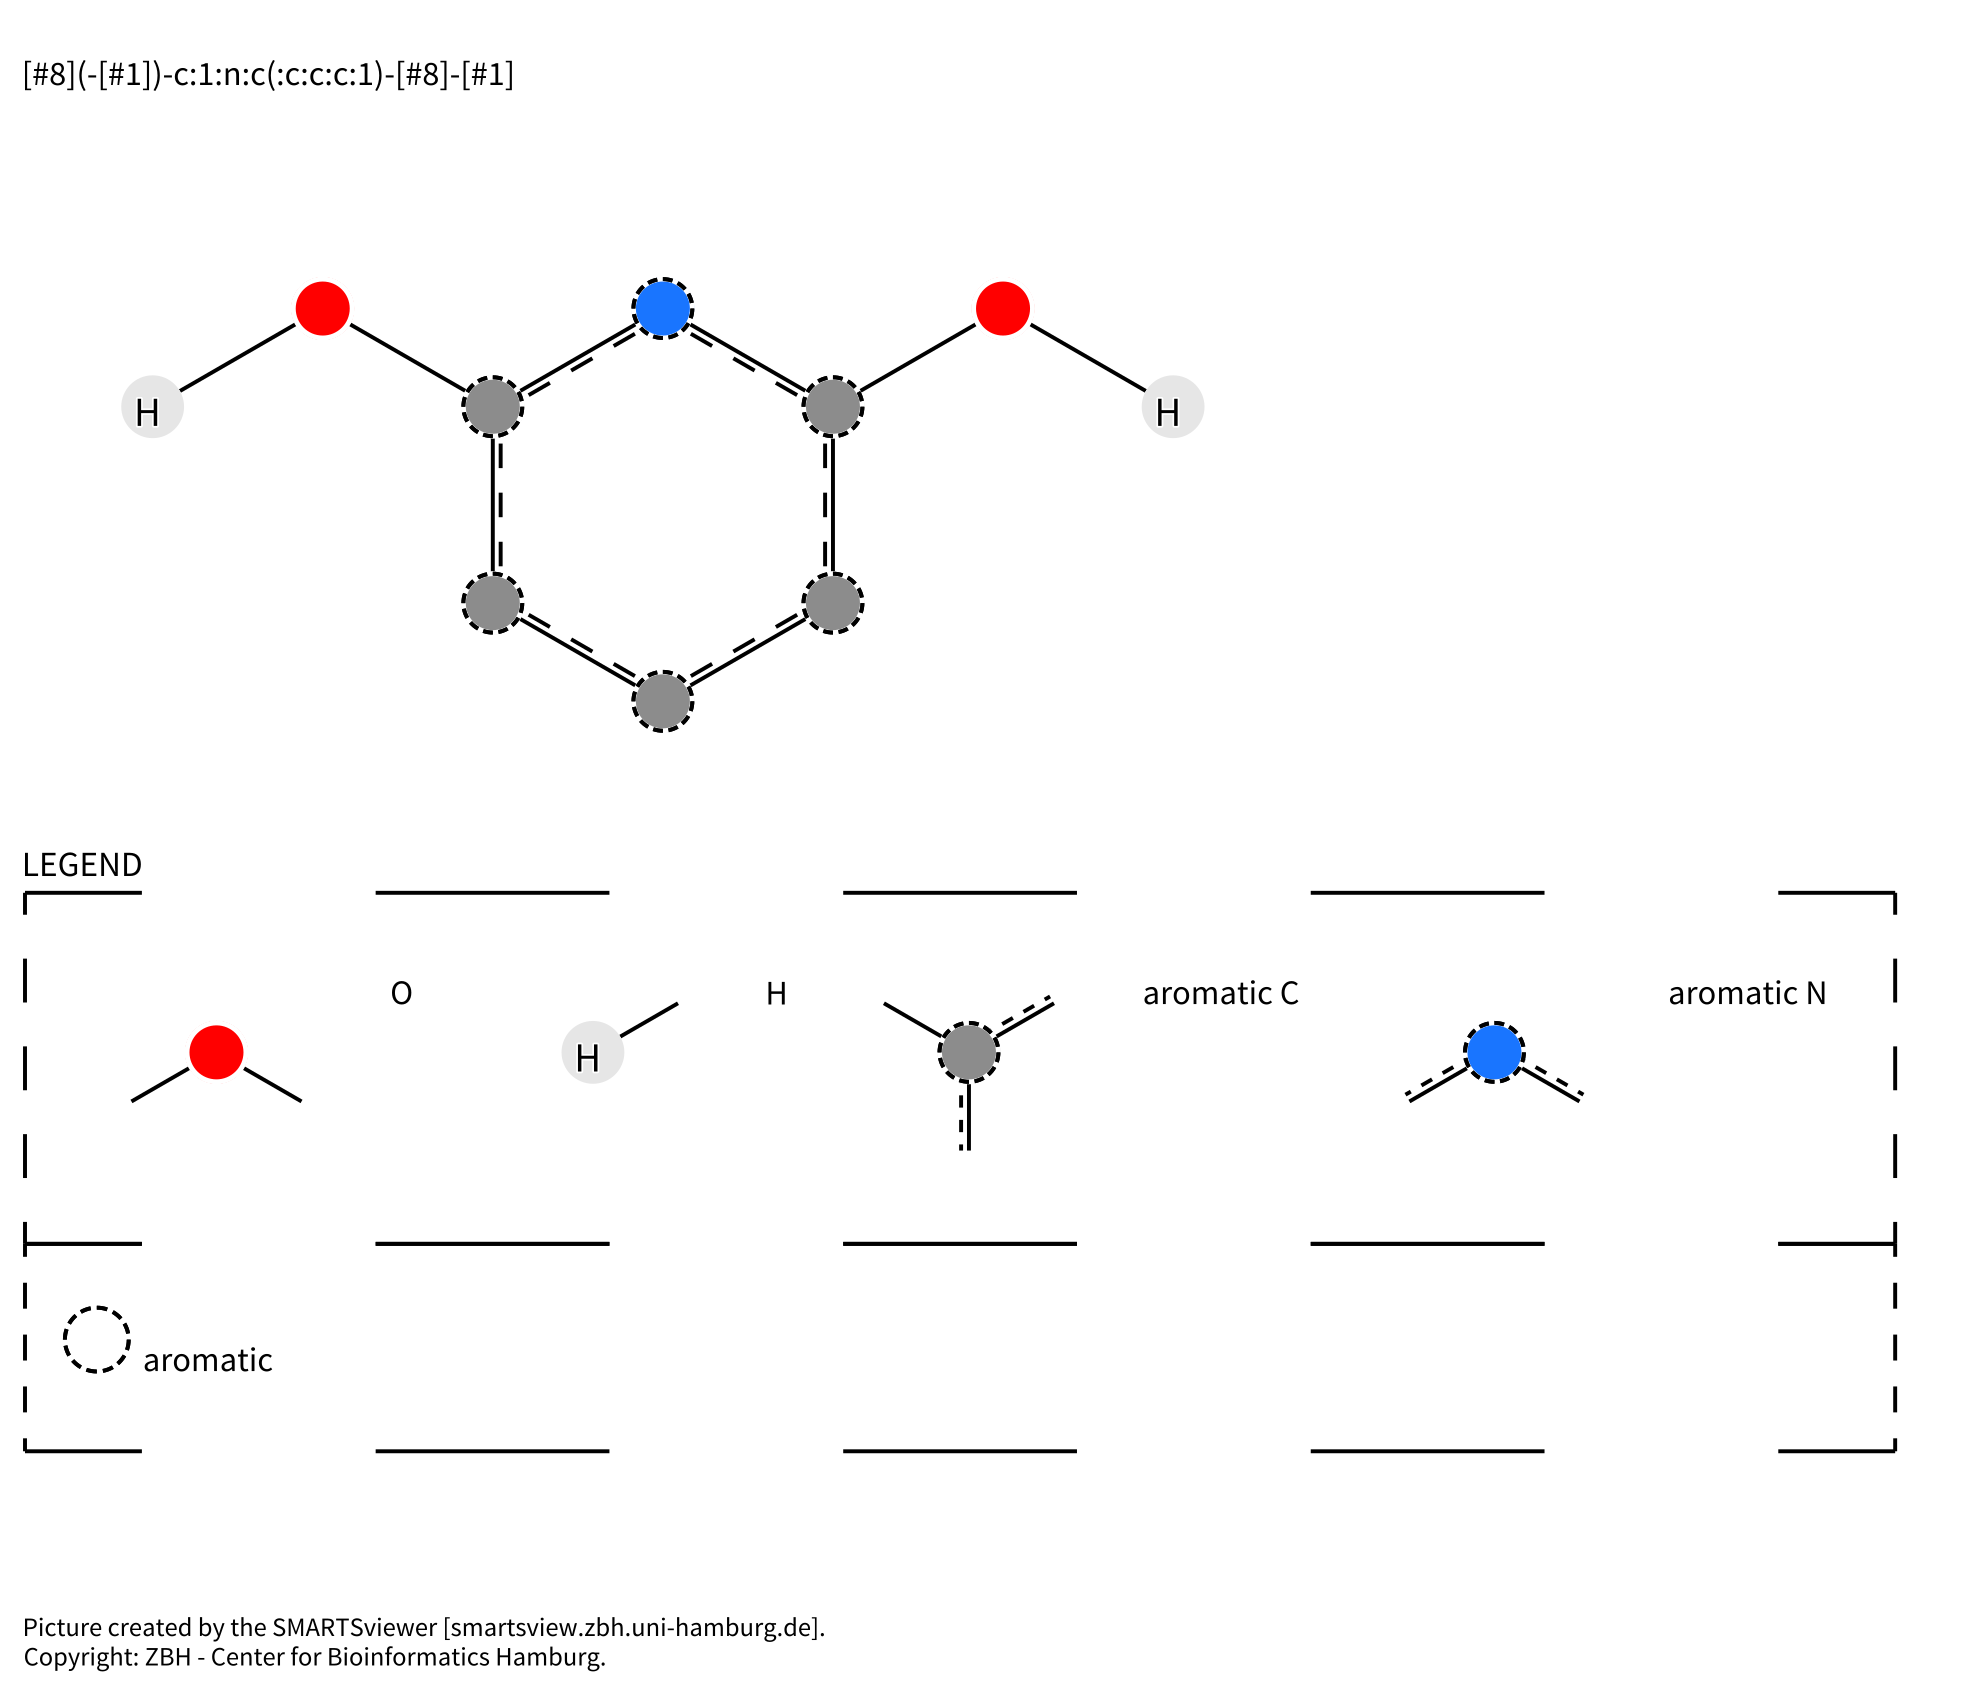 [#8](-[#1])-c:1:n:c(:c:c:c:1)-[#8]-[#1]
H
H
LEGEND
O
H
aromatic C
aromatic N
H
aromatic
Picture created by the SMARTSviewer [smartsview.zbh.uni-hamburg.de].
Copyright: ZBH - Center for Bioinformatics Hamburg.